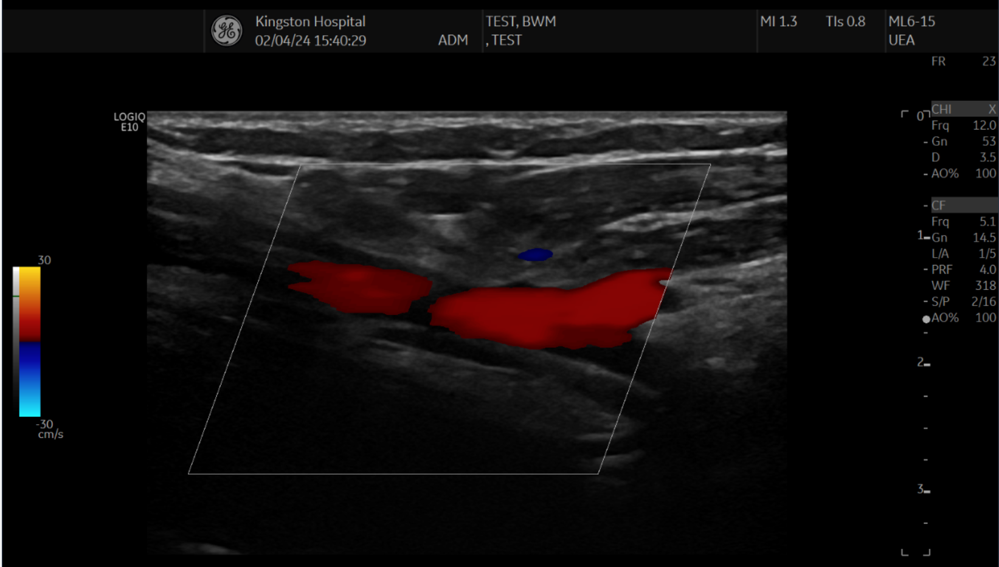 Kingston Hospital
02/04/24 15:40:29 ADM
TEST, BWM
, TEST
MI 1.3 TIs 0.8
ML6-15
UEA
FR 23
LOGIQ
E10
CHI X
Frq 12.0
Gn 53
D 3.5
AO% 100
CF
Frq 5.1
Gn 14.5
L/A 1/5
PRF 4.0
WF 318
S/P 2/16
AO% 100
0
1
2
3
30
-30
cm/s